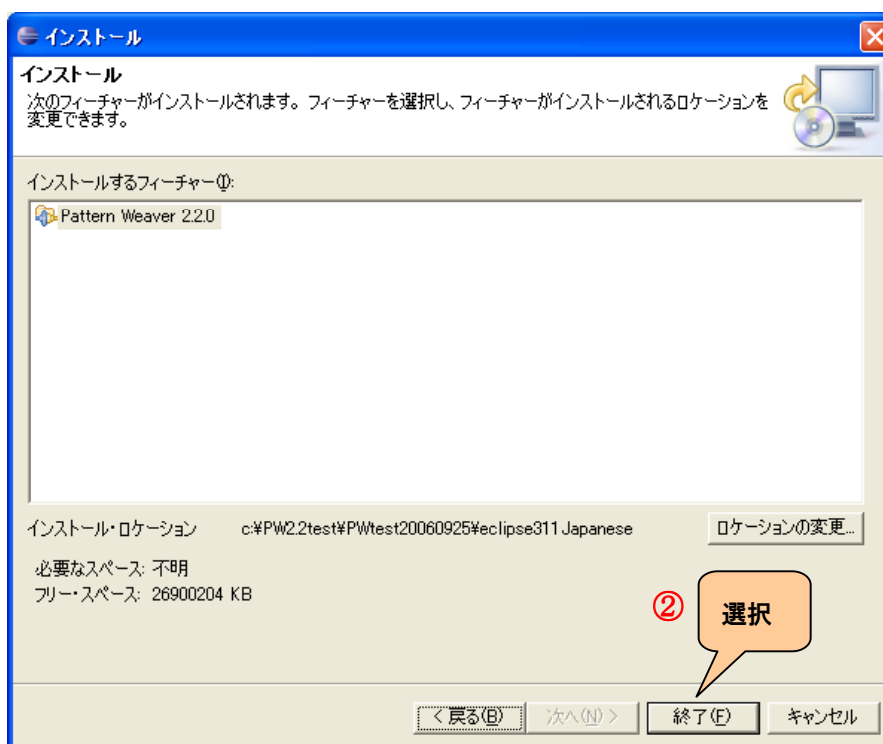 インストール
インストール
次のフィーチャーがインストールされます。フィーチャーを選択し、フィーチャーがインストールされるロケーションを
変更できます。
インストールするフィーチャー(I):
Pattern Weaver 2.2.0
インストール・ロケーション c:¥PW2.2test¥PWtest20060925¥eclipse311Japanese ロケーションの変更...
必要なスペース: 不明
フリー・スペース: 26900204 KB
② 選択
< 戻る(B) 次へ(N) > 終了(F) キャンセル